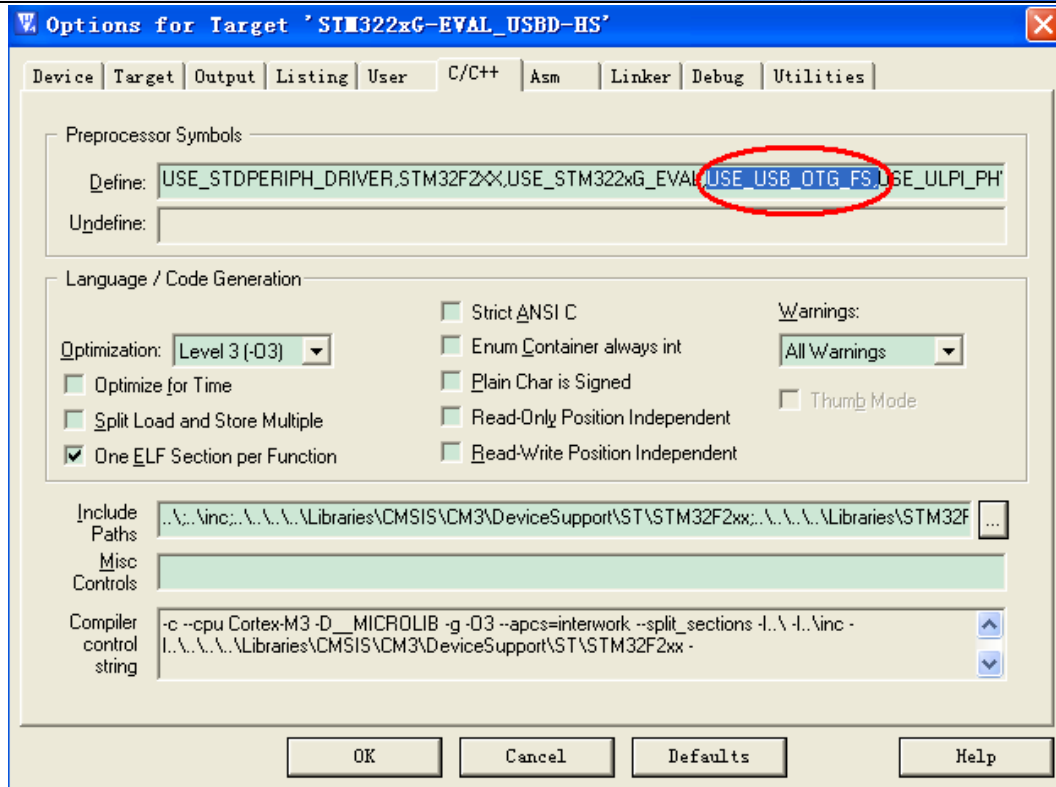 Options for Target 'STM322xG-EVAL_USBD-HS'
Device Target Output Listing User C/C++ Asm Linker Debug Utilities
Preprocessor Symbols
Define: USE_STDPERIPH_DRIVER,STM32F2XX,USE_STM322xG_EVAL,USE_USB_OTG_FS,USE_ULPI_PHY
Undefine:
Language / Code Generation
Strict ANSI C Warnings:
Optimization: Level 3 (-O3) Enum Container always int All Warnings
Optimize for Time Plain Char is Signed
Thumb Mode
Split Load and Store Multiple Read-Only Position Independent
One ELF Section per Function Read-Write Position Independent
Include Paths ..\;..\inc;..\..\..\..\Libraries\CMSIS\CM3\DeviceSupport\ST\STM32F2xx;..\..\..\..\Libraries\STM32F ...
Misc Controls
Compiler control string -c --cpu Cortex-M3 -D__MICROLIB -g -O3 --apcs=interwork --split_sections -I..\ -I..\inc -
I..\..\..\..\Libraries\CMSIS\CM3\DeviceSupport\ST\STM32F2xx -
OK Cancel Defaults Help